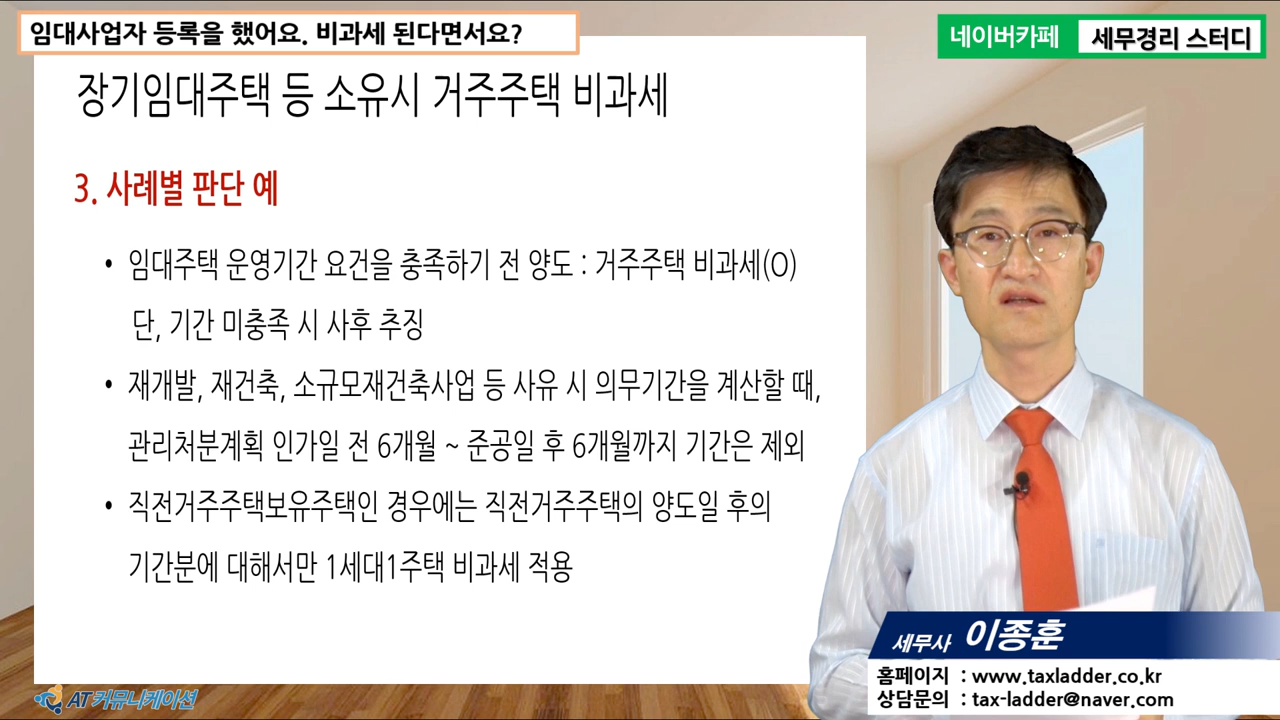 임대사업자 등록을 했어요. 비과세 된다면서요?
네이버카페 세무경리 스터디
장기임대주택 등 소유시 거주주택 비과세
3. 사례별 판단 예
• 임대주택 운영기간 요건을 충족하기 전 양도 : 거주주택 비과세(O)
단, 기간 미충족 시 사후 추징
• 재개발, 재건축, 소규모재건축사업 등 사유 시 의무기간을 계산할 때,
관리처분계획 인가일 전 6개월 ~ 준공일 후 6개월까지 기간은 제외
• 직전거주주택보유주택인 경우에는 직전거주주택의 양도일 후의
기간분에 대해서만 1세대1주택 비과세 적용
세무사 이종훈
홈페이지 : www.taxladder.co.kr
상담문의 : tax-ladder@naver.com
AT커뮤니케이션